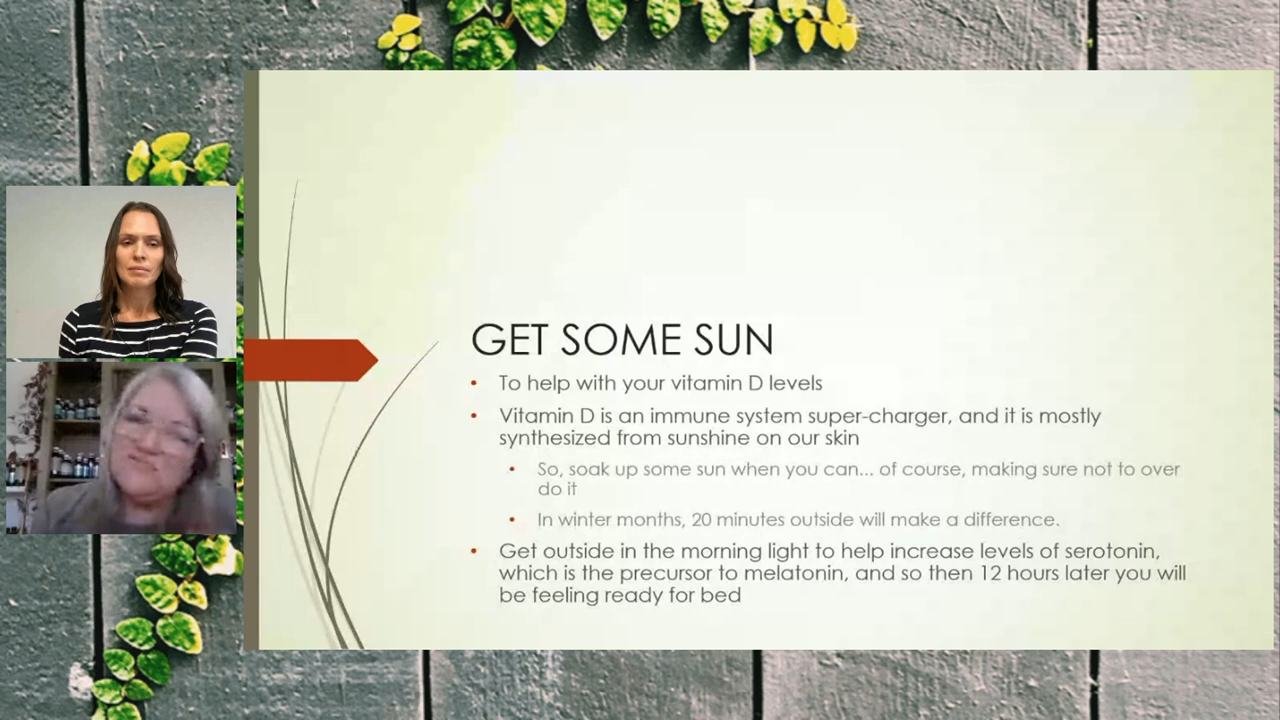 GET SOME SUN
• To help with your vitamin D levels
• Vitamin D is an immune system super-charger, and it is mostly
synthesized from sunshine on our skin
• So, soak up some sun when you can... of course, making sure not to over
do it
• In winter months, 20 minutes outside will make a difference.
• Get outside in the morning light to help increase levels of serotonin,
which is the precursor to melatonin, and so then 12 hours later you will
be feeling ready for bed